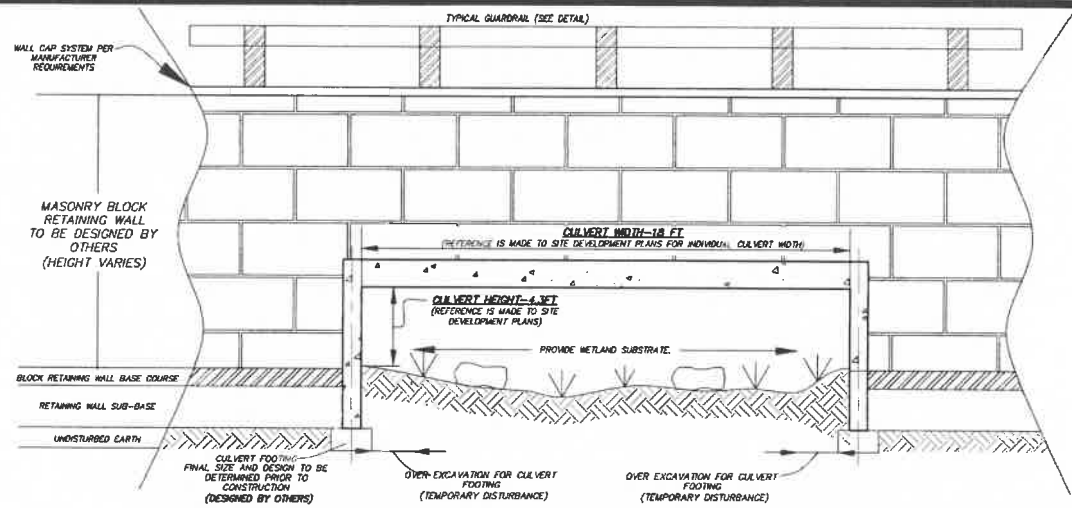 TYPICAL GUARDRAIL (SEE DETAIL)
WALL CAP SYSTEM PER
MANUFACTURER
REQUIREMENTS
MASONRY BLOCK
RETAINING WALL
TO BE DESIGNED BY
OTHERS
(HEIGHT VARIES)
CULVERT WIDTH-18 FT
(REFERENCE IS MADE TO SITE DEVELOPMENT PLANS FOR INDIVIDUAL CULVERT WIDTH)
CULVERT HEIGHT-4.3FT
(REFERENCE IS MADE TO SITE
DEVELOPMENT PLANS)
PROVIDE WETLAND SUBSTRATE.
BLOCK RETAINING WALL BASE COURSE
RETAINING WALL SUB-BASE
UNDISTURBED EARTH
CULVERT FOOTING
FINAL SIZE AND DESIGN TO BE
DETERMINED PRIOR TO
CONSTRUCTION
(DESIGNED BY OTHERS)
OVER EXCAVATION FOR CULVERT
FOOTING
(TEMPORARY DISTURBANCE)
OVER EXCAVATION FOR CULVERT
FOOTING
(TEMPORARY DISTURBANCE)